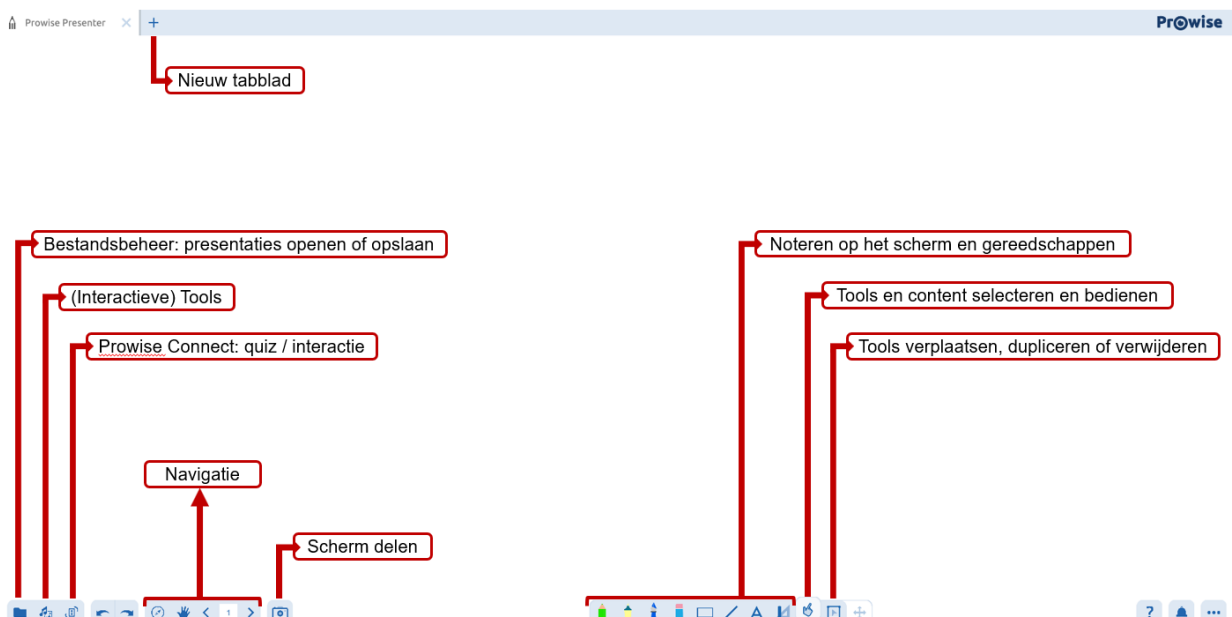 Prowise Presenter
Prowise
Nieuw tabblad
Bestandsbeheer: presentaties openen of opslaan
Noteren op het scherm en gereedschappen
(Interactieve) Tools
Tools en content selecteren en bedienen
Prowise Connect: quiz / interactie
Tools verplaatsen, dupliceren of verwijderen
Navigatie
Scherm delen
1
A
?